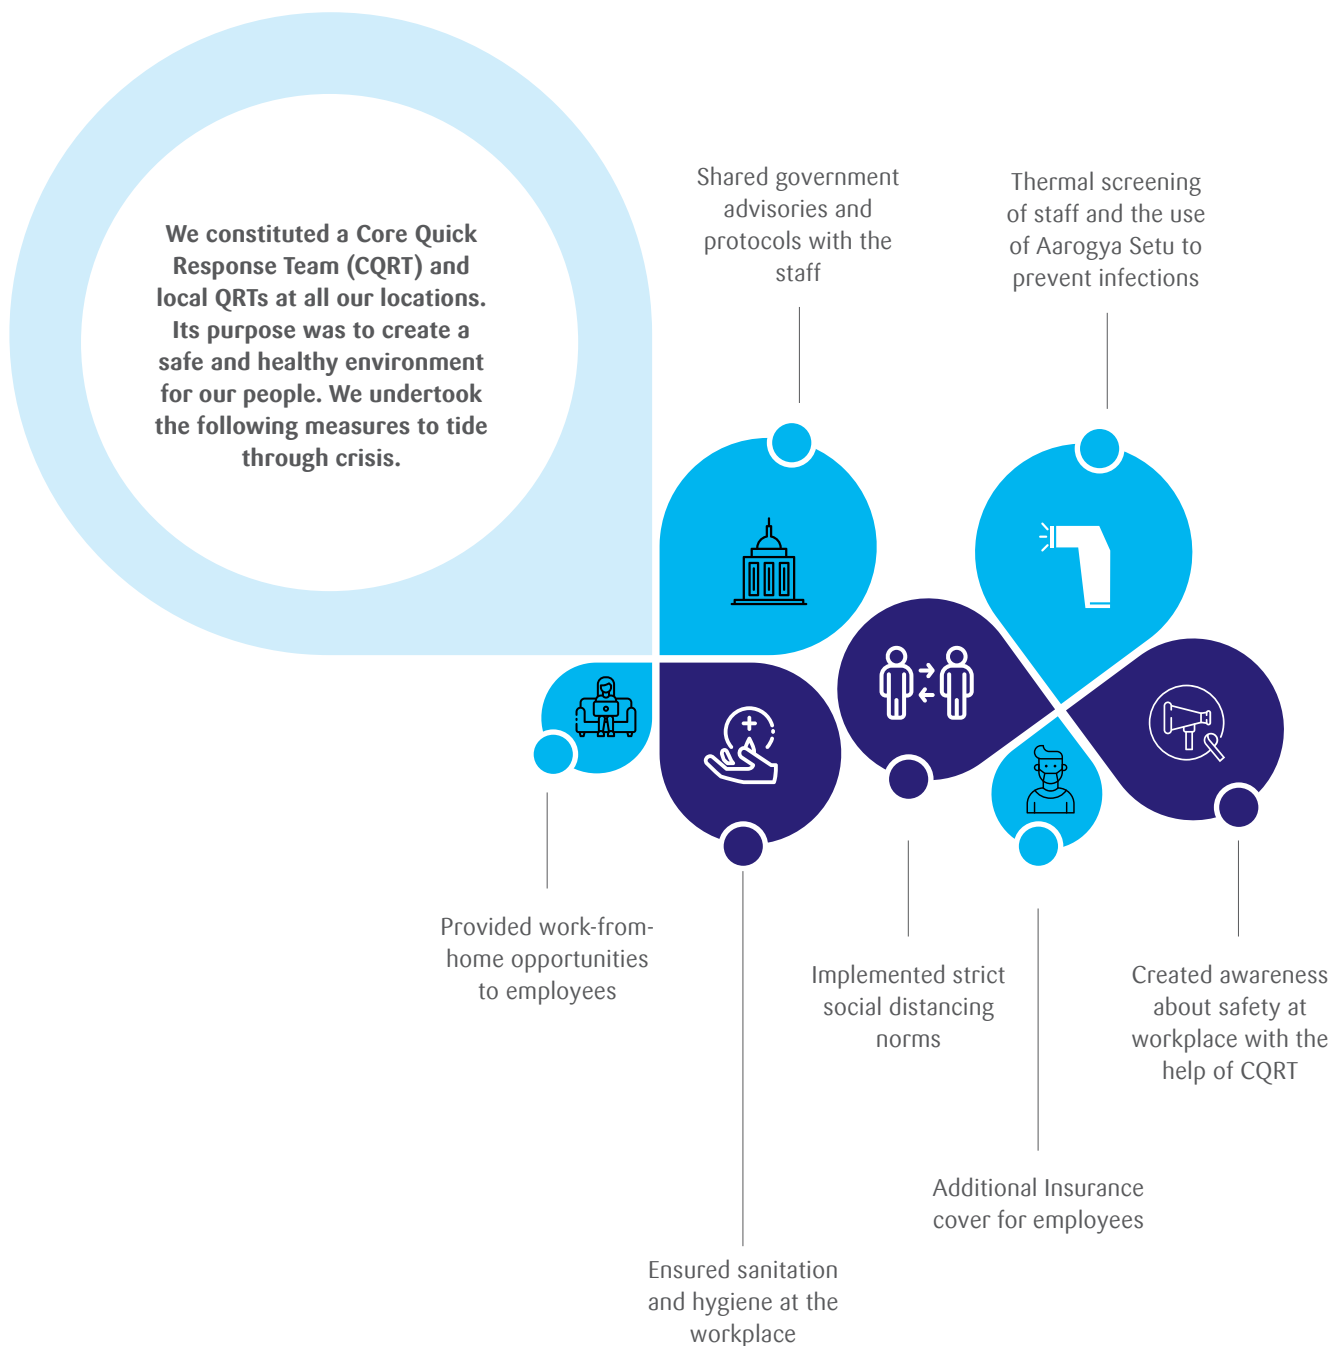 We constituted a Core Quick
Response Team (CQRT) and
local QRTs at all our locations.
Its purpose was to create a
safe and healthy environment
for our people. We undertook
the following measures to tide
through crisis.
Shared government
advisories and
protocols with the
staff
Thermal screening
of staff and the use
of Aarogya Setu to
prevent infections
Provided work-from-
home opportunities
to employees
Ensured sanitation
and hygiene at the
workplace
Implemented strict
social distancing
norms
Additional Insurance
cover for employees
Created awareness
about safety at
workplace with the
help of CQRT